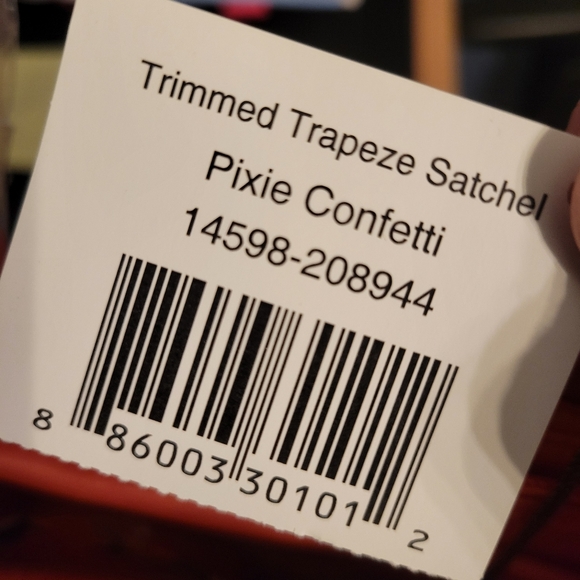 Trimmed Trapeze Satchel
Pixie Confetti
14598-208944
8 86003 30101 2